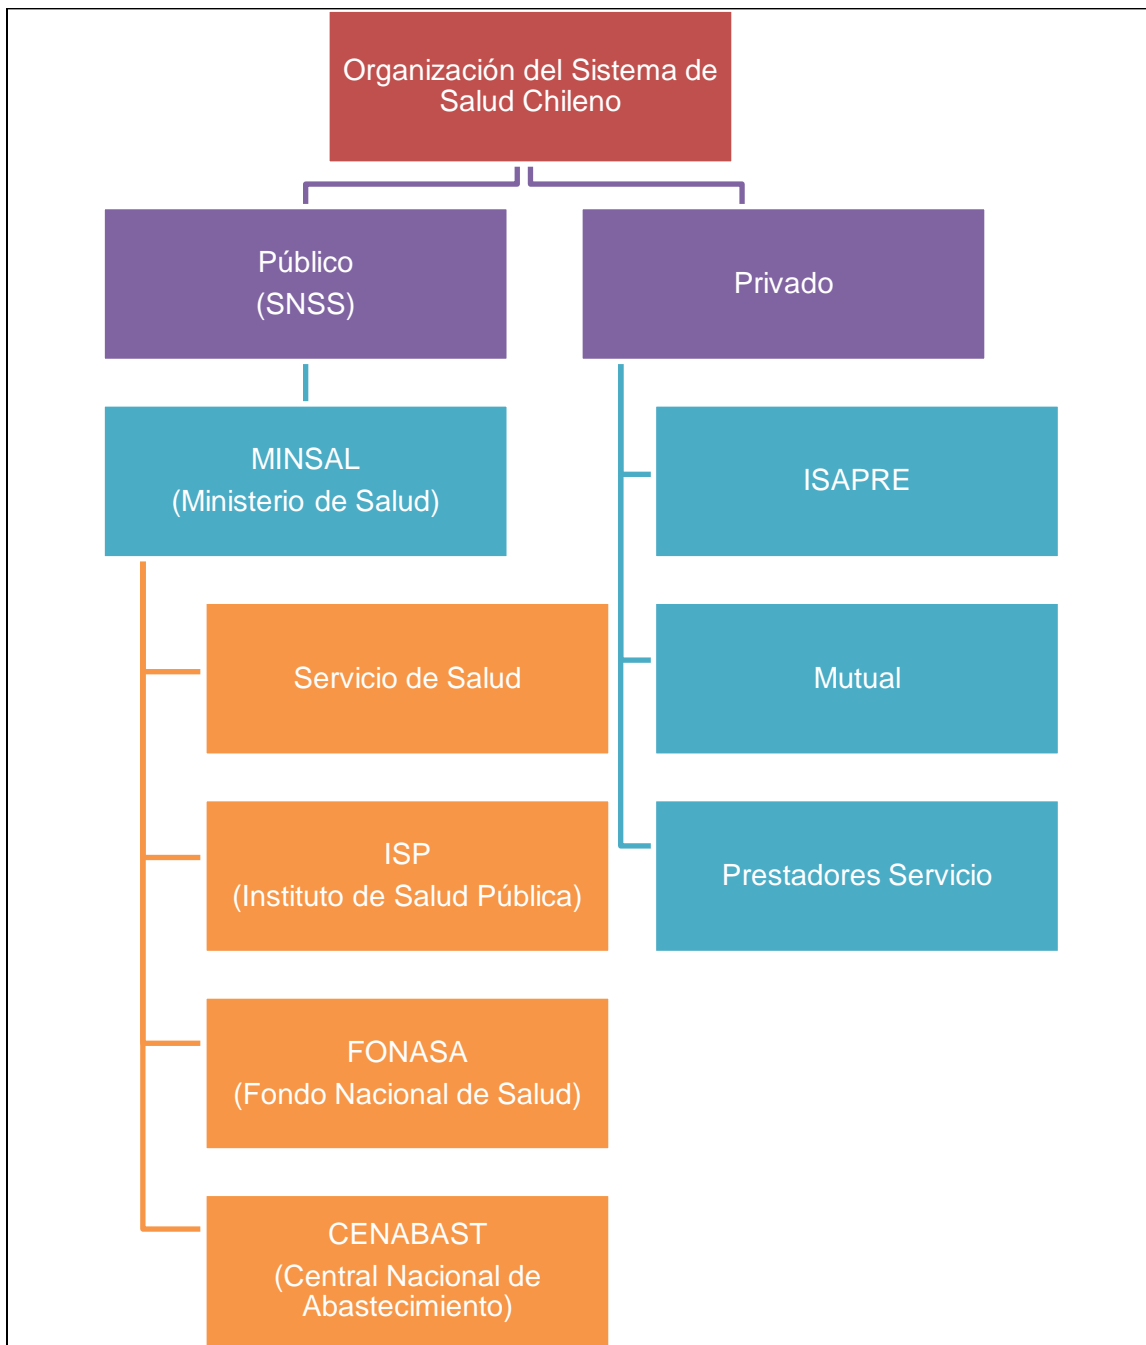 Organización del Sistema de
Salud Chileno
Público
(SNSS)
Privado
MINSAL
(Ministerio de Salud)
ISAPRE
Servicio de Salud
Mutual
ISP
(Instituto de Salud Pública)
Prestadores Servicio
FONASA
(Fondo Nacional de Salud)
CENABAST
(Central Nacional de
Abastecimiento)